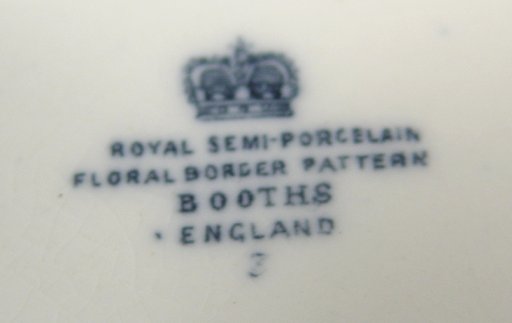 ROYAL SEMI-PORCELAIN
FLORAL BORDER PATTERN
BOOTHS
ENGLAND